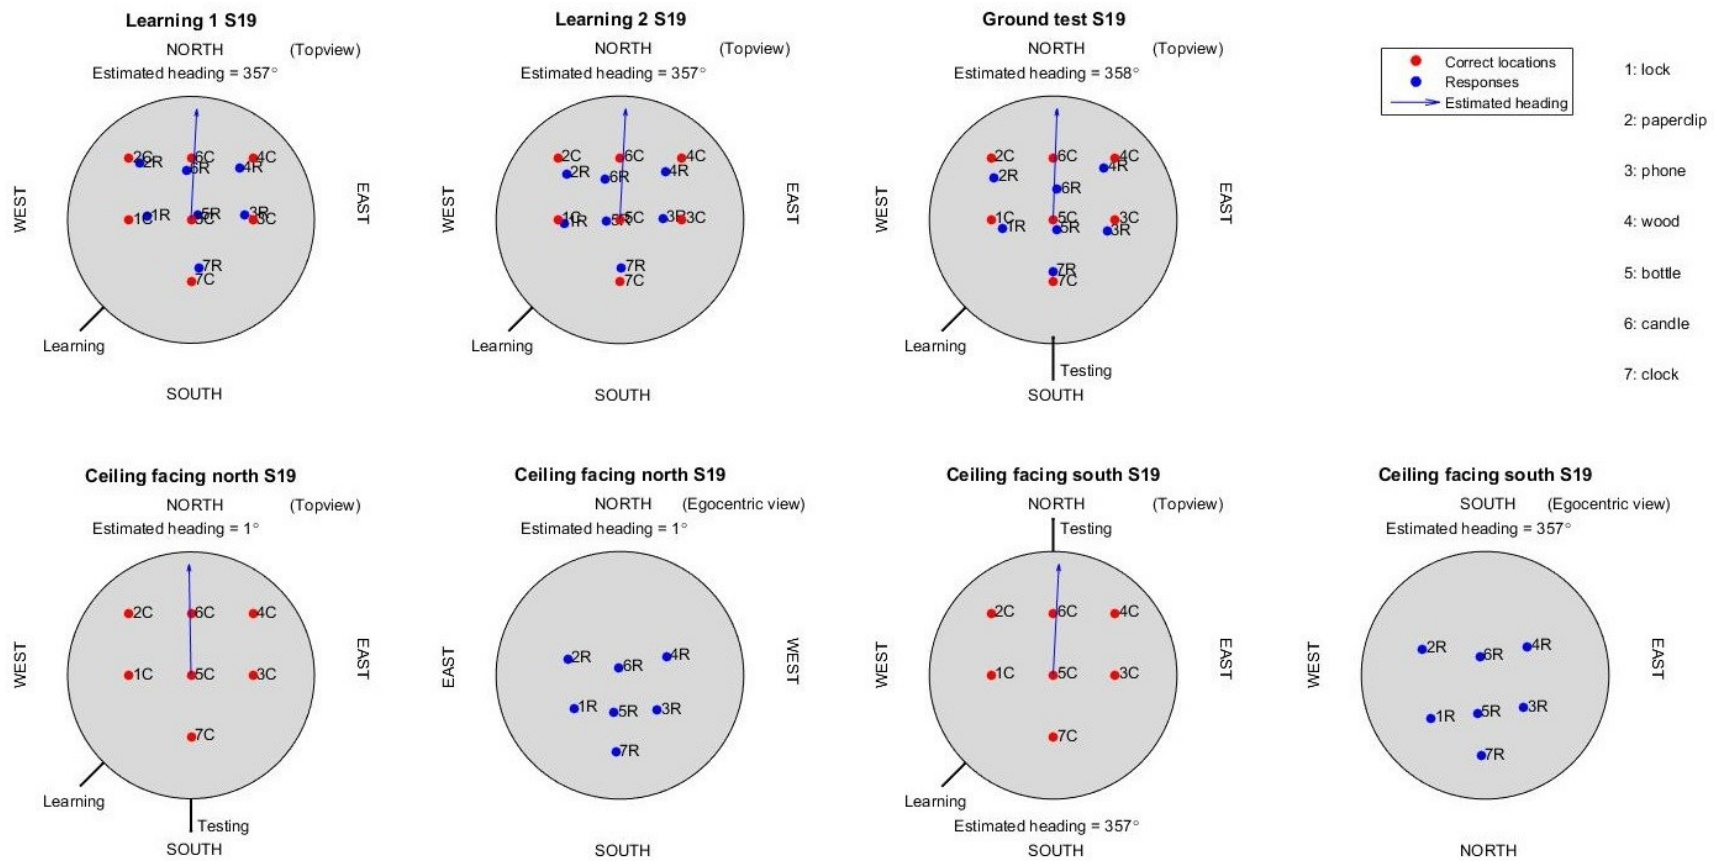 Learning 1 S19
NORTH (Topview)
Estimated heading = 357°
WEST
EAST
2C
2R
6C
6R
4C
4R
1C
1R
5R
5C
3R
3C
7R
7C
Learning
SOUTH
Learning 2 S19
NORTH (Topview)
Estimated heading = 357°
WEST
EAST
2C
2R
6C
6R
4C
4R
1C
1R
5R
5C
3R
3C
7R
7C
Learning
SOUTH
Ground test S19
NORTH (Topview)
Estimated heading = 358°
WEST
EAST
2C
2R
6C
6R
4C
4R
1C
1R
5C
5R
3C
3R
7R
7C
Learning
Testing
SOUTH
Correct locations
Responses
Estimated heading
1: lock
2: paperclip
3: phone
4: wood
5: bottle
6: candle
7: clock
Ceiling facing north S19
NORTH (Topview)
Estimated heading = 1°
WEST
EAST
2C
6C
4C
1C
5C
3C
7C
Learning
Testing
SOUTH
Ceiling facing north S19
NORTH (Egocentric view)
Estimated heading = 1°
EAST
WEST
2R
6R
4R
1R
5R
3R
7R
SOUTH
Ceiling facing south S19
NORTH (Topview)
Testing
WEST
EAST
2C
6C
4C
1C
5C
3C
7C
Learning
Estimated heading = 357°
SOUTH
Ceiling facing south S19
SOUTH (Egocentric view)
Estimated heading = 357°
WEST
EAST
2R
6R
4R
1R
5R
3R
7R
NORTH